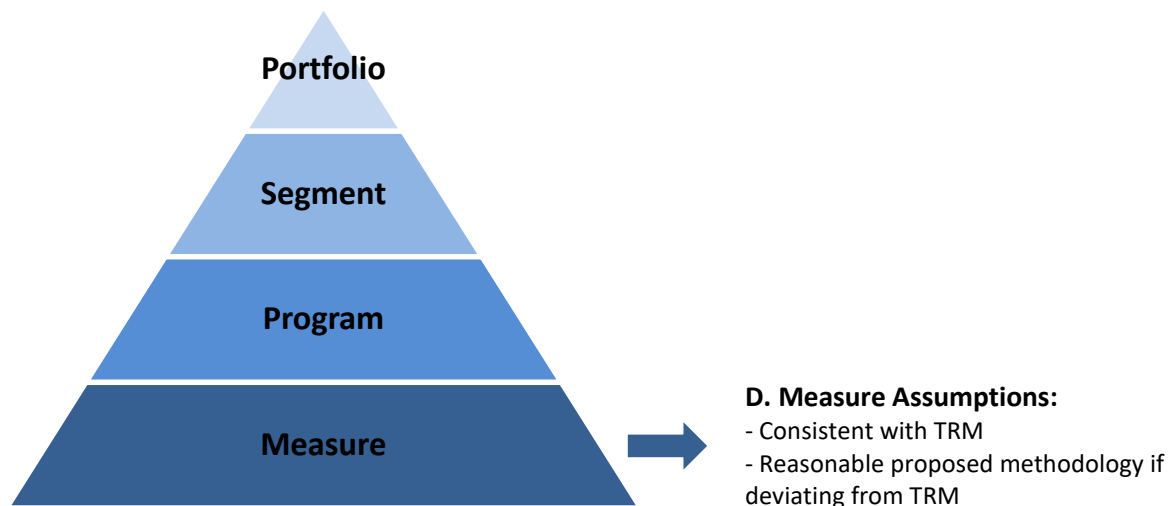 Portfolio
Segment
Program
Measure
D. Measure Assumptions:
- Consistent with TRM
- Reasonable proposed methodology if
deviating from TRM